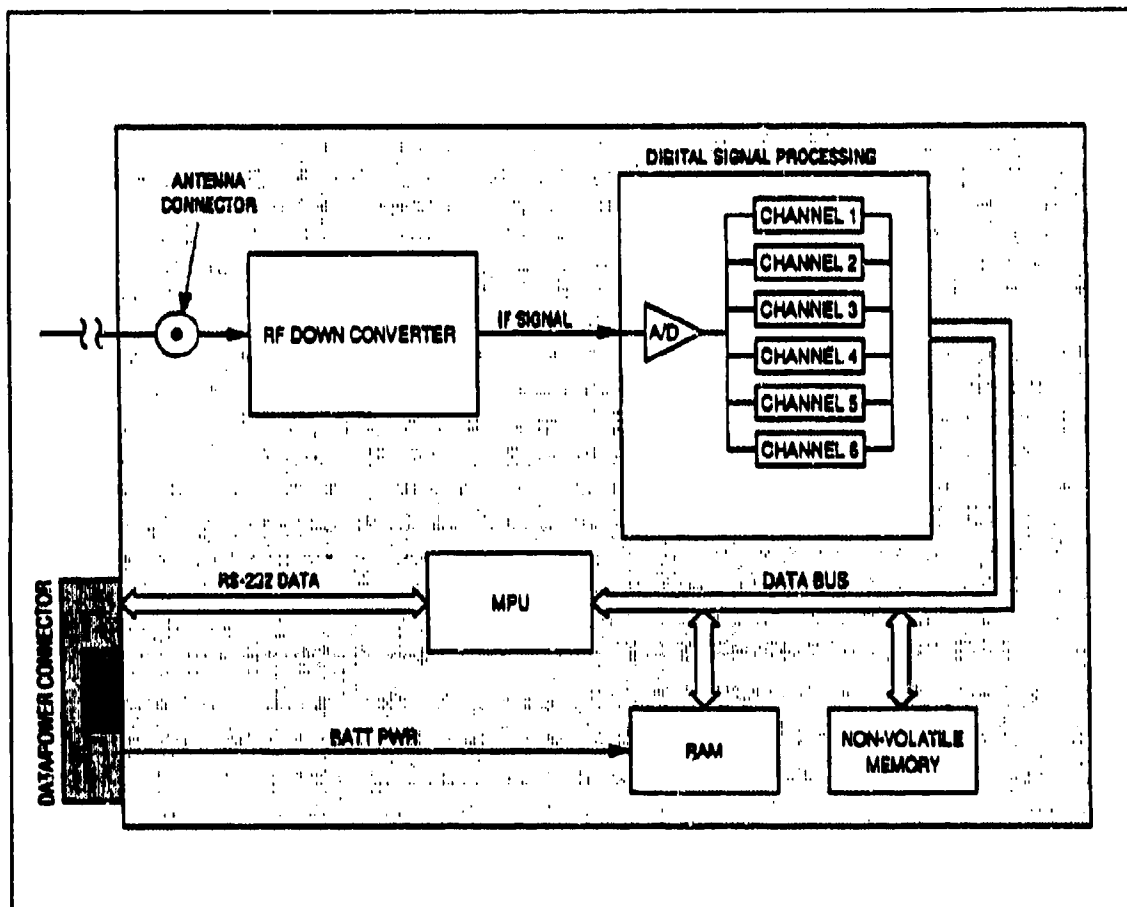 DIGITAL SIGNAL PROCESSING
ANTENNA
CONNECTOR
CHANNEL 1
CHANNEL 2
CHANNEL 3
CHANNEL 4
CHANNEL 5
CHANNEL 6
RF DOWN CONVERTER
IF SIGNAL
A/D
RS-232 DATA
MPU
DATA BUS
DATA/POWER CONNECTOR
BATT PWR
RAM
NON-VOLATILE
MEMORY